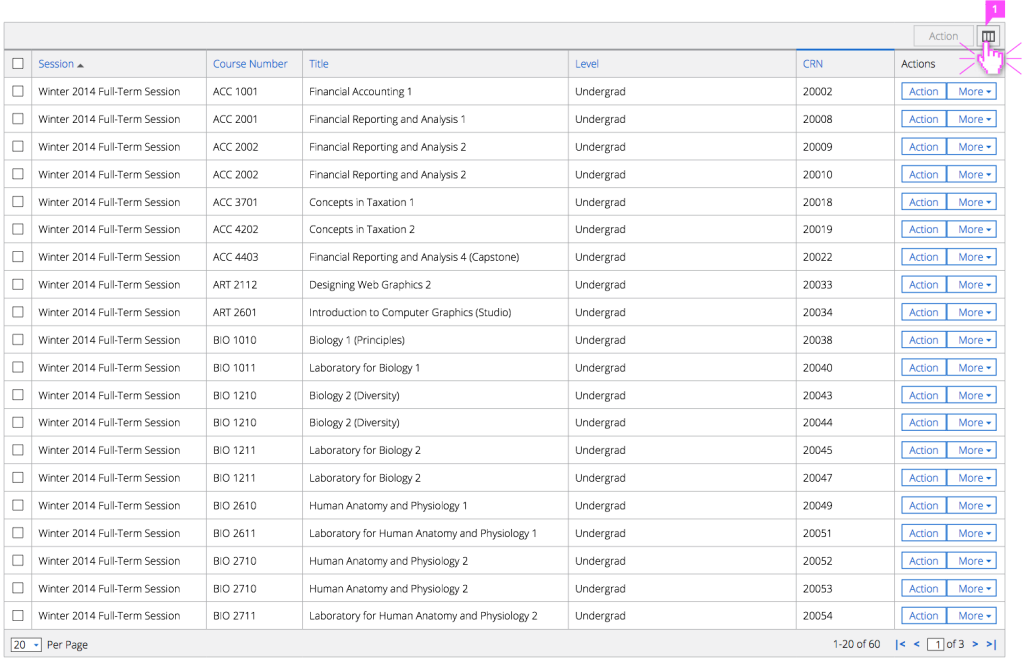 1
Action
Session Course Number Title Level CRN Actions
Winter 2014 Full-Term Session ACC 1001 Financial Accounting 1 Undergrad 20002 Action More
Winter 2014 Full-Term Session ACC 2001 Financial Reporting and Analysis 1 Undergrad 20008 Action More
Winter 2014 Full-Term Session ACC 2002 Financial Reporting and Analysis 2 Undergrad 20009 Action More
Winter 2014 Full-Term Session ACC 2002 Financial Reporting and Analysis 2 Undergrad 20010 Action More
Winter 2014 Full-Term Session ACC 3701 Concepts in Taxation 1 Undergrad 20018 Action More
Winter 2014 Full-Term Session ACC 4202 Concepts in Taxation 2 Undergrad 20019 Action More
Winter 2014 Full-Term Session ACC 4403 Financial Reporting and Analysis 4 (Capstone) Undergrad 20022 Action More
Winter 2014 Full-Term Session ART 2112 Designing Web Graphics 2 Undergrad 20033 Action More
Winter 2014 Full-Term Session ART 2601 Introduction to Computer Graphics (Studio) Undergrad 20034 Action More
Winter 2014 Full-Term Session BIO 1010 Biology 1 (Principles) Undergrad 20038 Action More
Winter 2014 Full-Term Session BIO 1011 Laboratory for Biology 1 Undergrad 20040 Action More
Winter 2014 Full-Term Session BIO 1210 Biology 2 (Diversity) Undergrad 20043 Action More
Winter 2014 Full-Term Session BIO 1210 Biology 2 (Diversity) Undergrad 20044 Action More
Winter 2014 Full-Term Session BIO 1211 Laboratory for Biology 2 Undergrad 20045 Action More
Winter 2014 Full-Term Session BIO 1211 Laboratory for Biology 2 Undergrad 20047 Action More
Winter 2014 Full-Term Session BIO 2610 Human Anatomy and Physiology 1 Undergrad 20049 Action More
Winter 2014 Full-Term Session BIO 2611 Laboratory for Human Anatomy and Physiology 1 Undergrad 20051 Action More
Winter 2014 Full-Term Session BIO 2710 Human Anatomy and Physiology 2 Undergrad 20052 Action More
Winter 2014 Full-Term Session BIO 2710 Human Anatomy and Physiology 2 Undergrad 20053 Action More
Winter 2014 Full-Term Session BIO 2711 Laboratory for Human Anatomy and Physiology 2 Undergrad 20054 Action More
20 Per Page 1-20 of 60 |< < 1 of 3 > >|